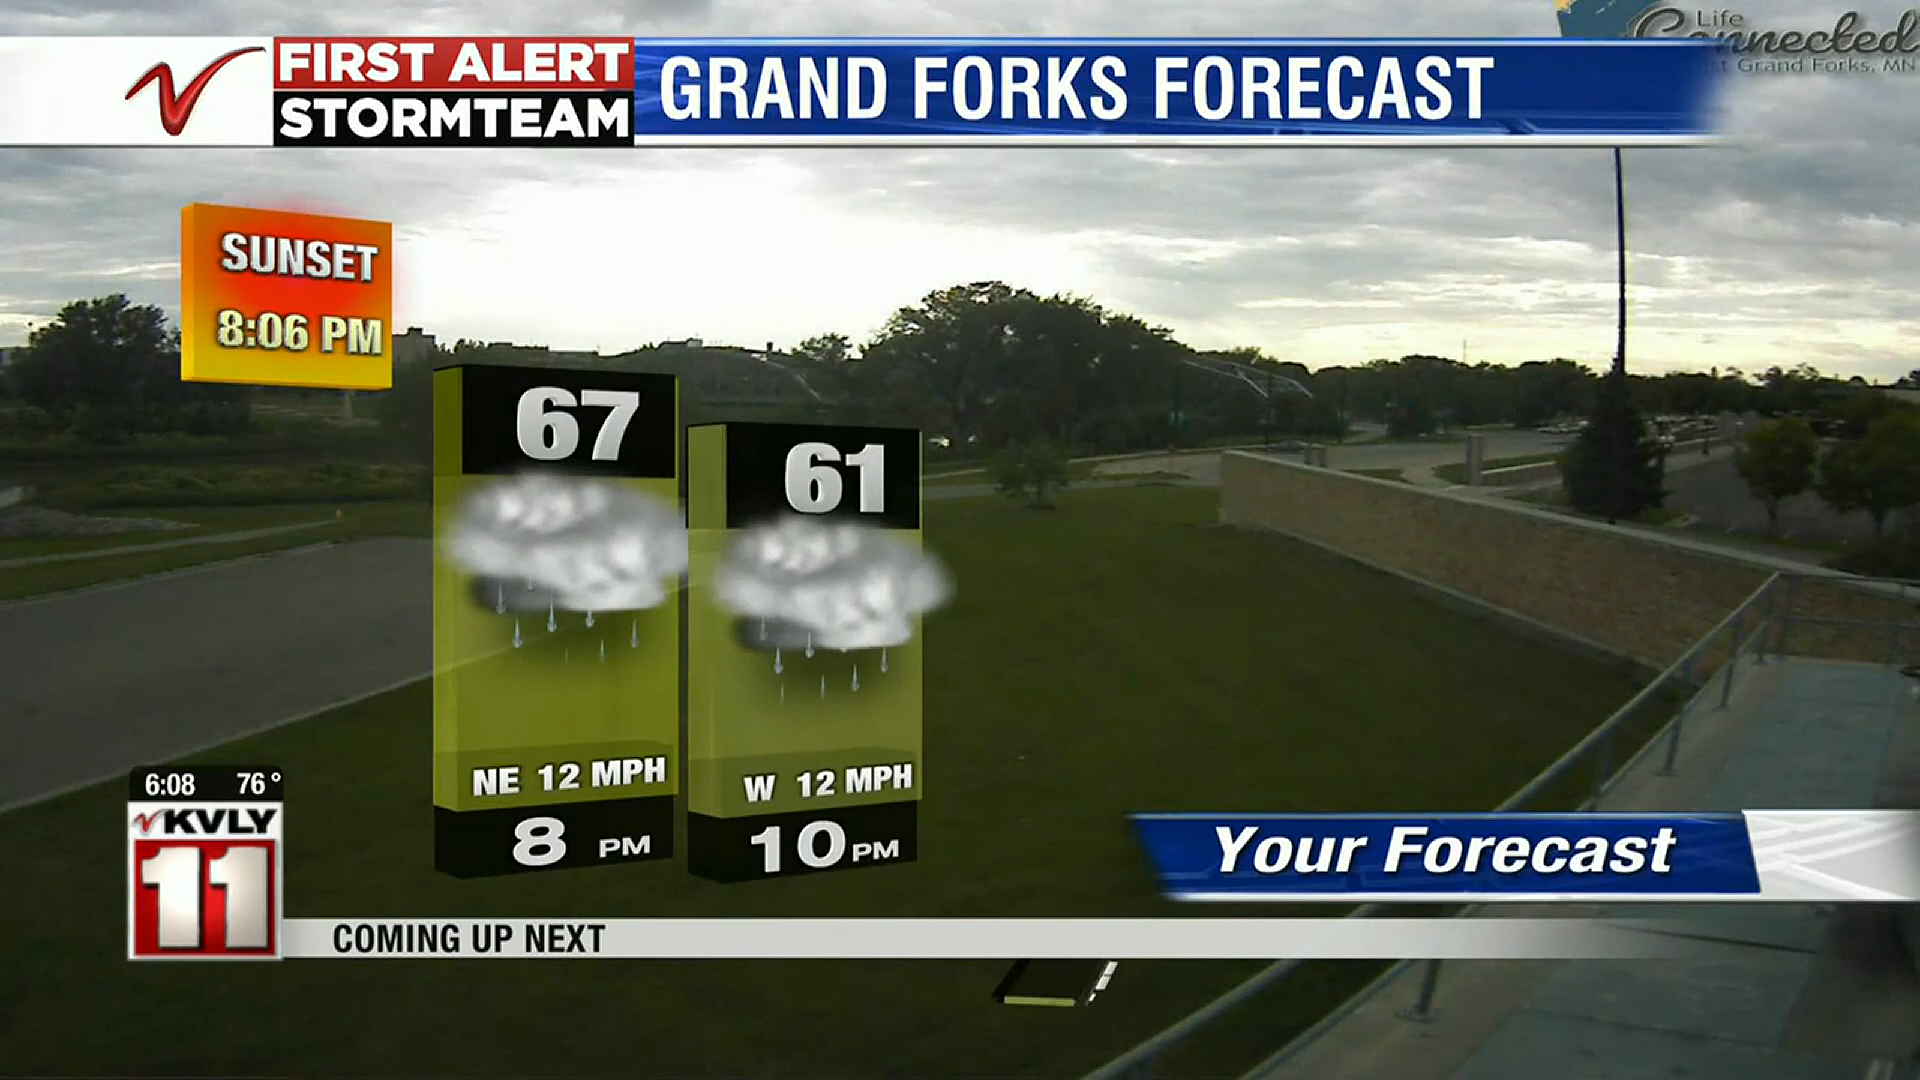 Life
Connected
Grand Forks, MN
FIRST ALERT
STORMTEAM
GRAND FORKS FORECAST
SUNSET
8:06 PM
67
61
NE 12 MPH
W 12 MPH
8 PM
10 PM
6:08 76°
KVLY
11
Your Forecast
COMING UP NEXT